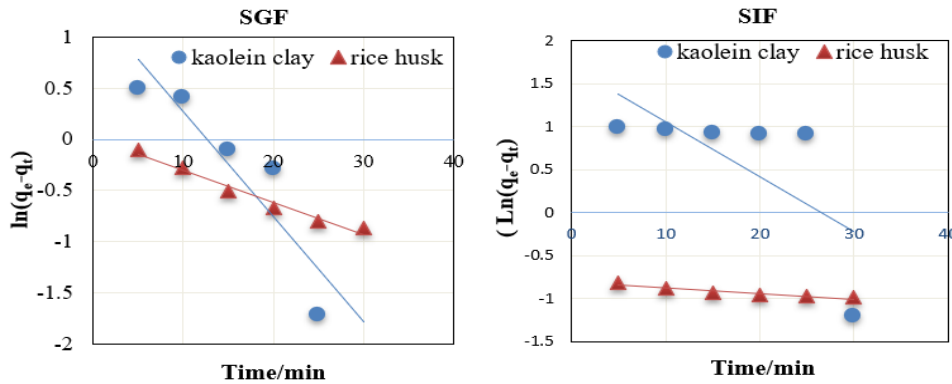 SGF
kaolein clay rice husk
1
0.5
0
-0.5
-1
-1.5
-2
0 10 20 30 40
ln(qₑ-qₜ)
Time/min
SIF
kaolein clay rice husk
2
1.5
1
0.5
0
-0.5
-1
-1.5
0 10 20 30 40
( Ln(qₑ-qₜ)
Time/min